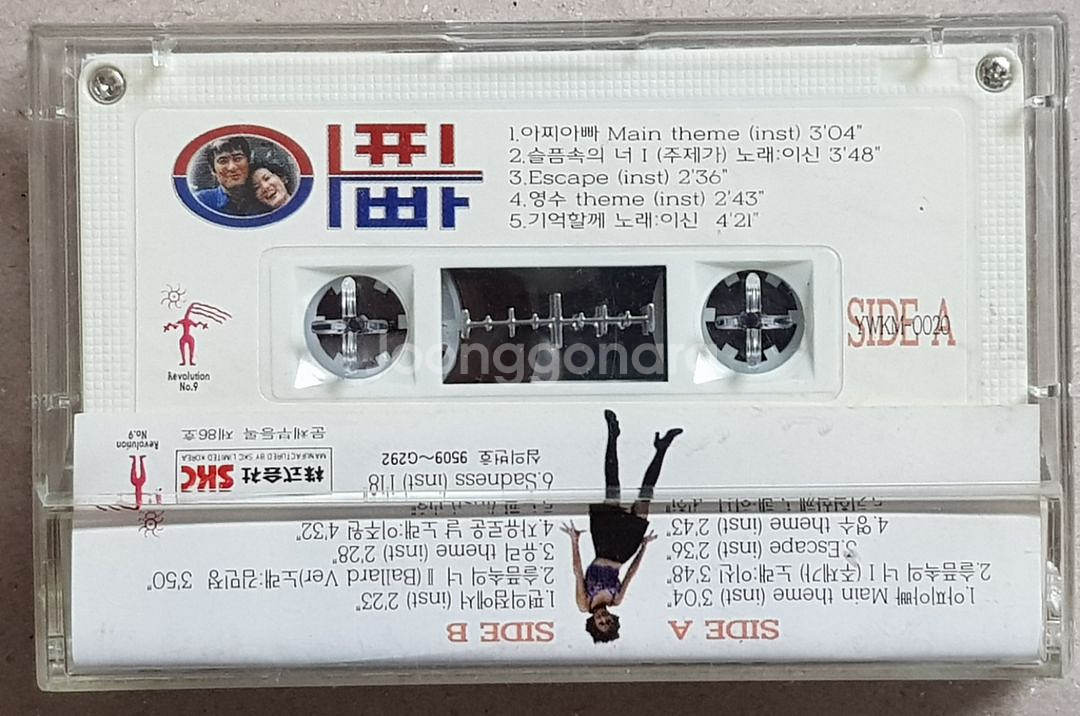 1.아찌아빠 Main theme (inst) 3'04"
2.슬픔속의 너 I (주제가) 노래:이신 3'48"
3.Escape (inst) 2'36"
4.영수 theme (inst) 2'43"
5.기억할께 노래:이신 4'21"
SIDE-A
YWKM-0020
Revolution
No.9
joonggonara
SIDE A
1.아찌아빠 Main theme (inst) 3'04"
2.슬픔속의 너 I (주제가) 노래:이신 3'48"
3.Escape (inst) 2'36"
4.영수 theme (inst) 2'43"
SIDE B
1.편의점에서 (inst) 2'23"
2.슬픔속의 너 II (Ballard Ver)노래:김민정 3'50"
3.유리 theme (inst) 2'28"
4.자유로운 날 노래:이주원 4'32"
6.Sadness (inst) 1'18"
심의번호 9509~G292
株式会社 SKC
MANUFACTURED BY SKC LIMITED KOREA
문체부등록 제86호
Revolution
No.9